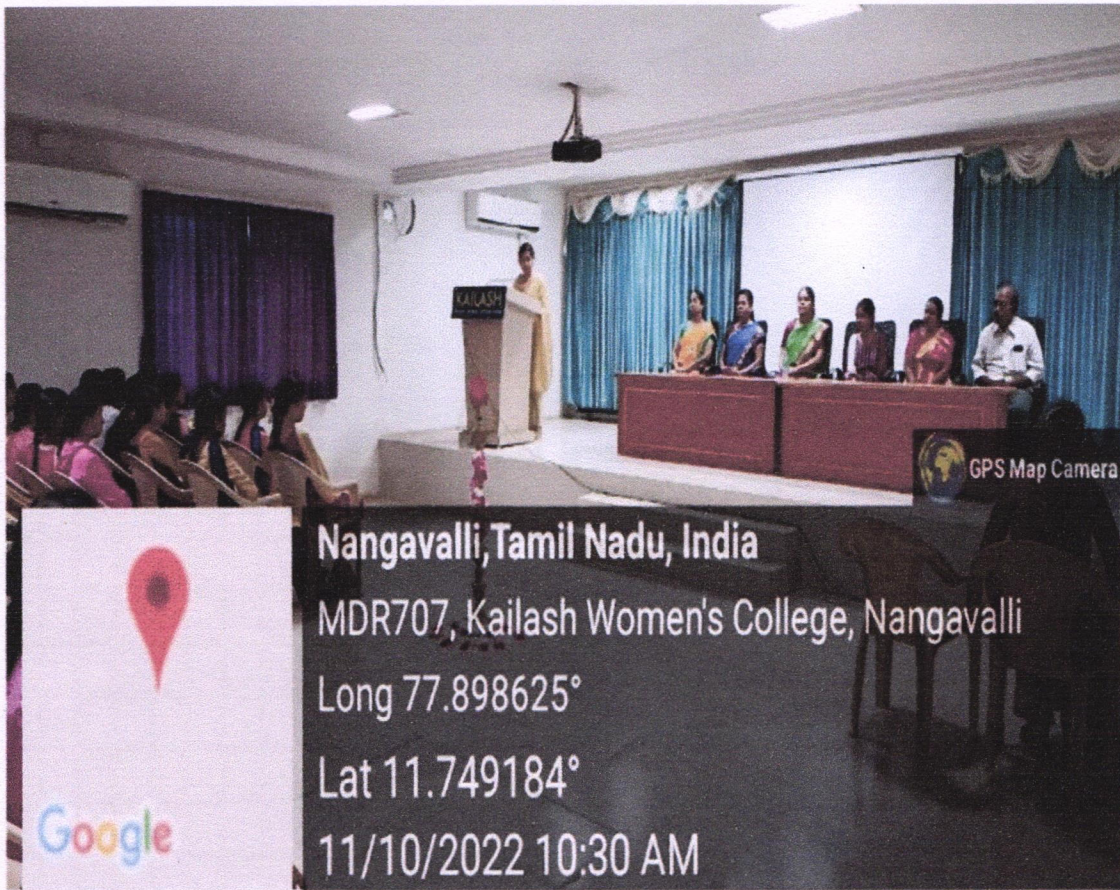 KAILASH
GPS Map Camera
Nangavalli,Tamil Nadu, India
MDR707, Kailash Women's College, Nangavalli
Long 77.898625°
Lat 11.749184°
11/10/2022 10:30 AM
Google